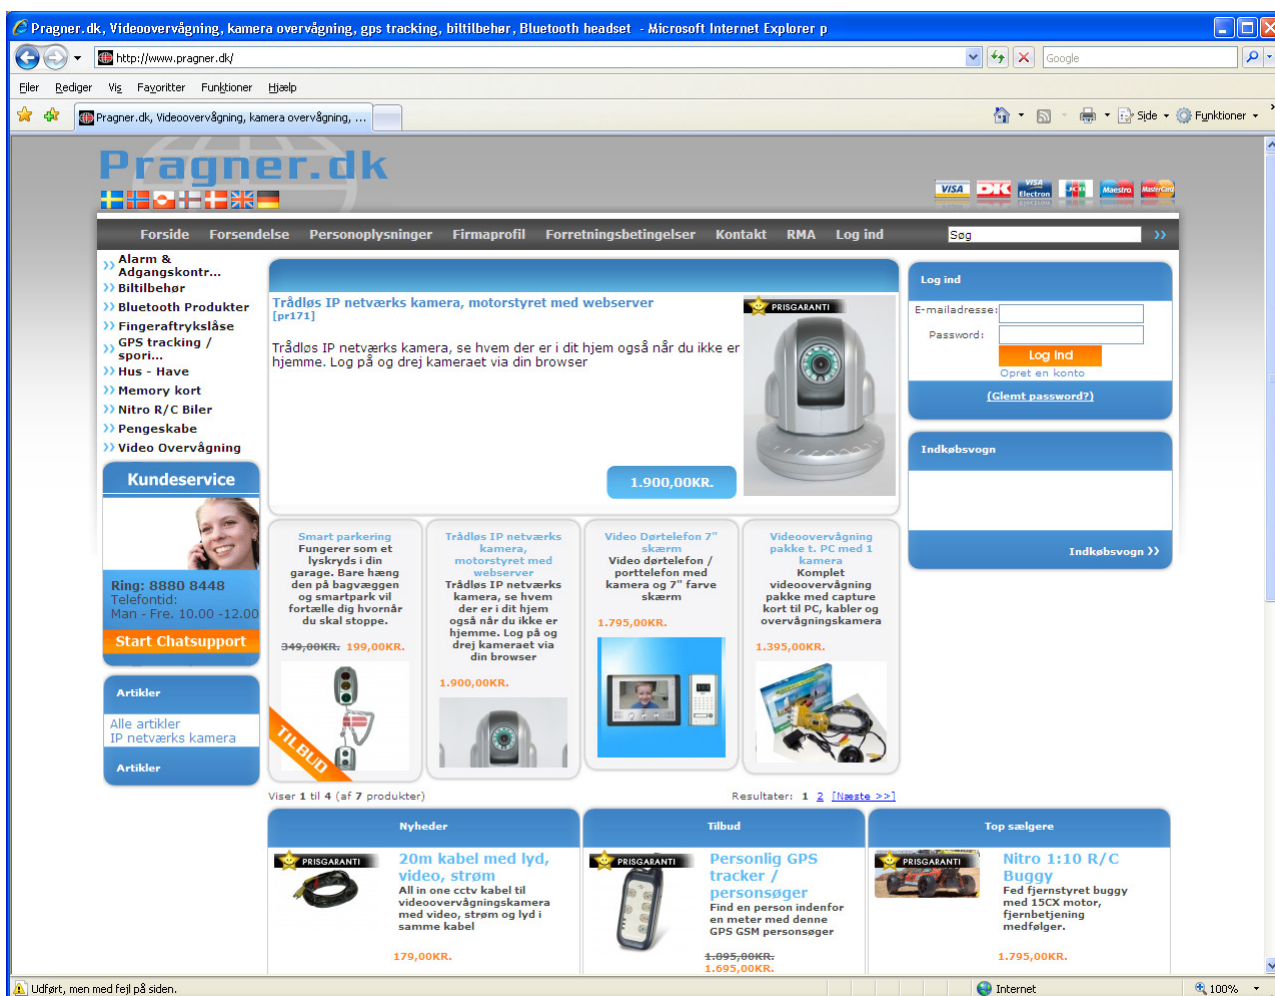 Pragner.dk, Videoovervågning, kamera overvågning, gps tracking, biltilbehør, Bluetooth headset - Microsoft Internet Explorer p
http://www.pragner.dk/
Google
Filer Rediger Vis Favoritter Funktioner Hjælp
Pragner.dk, Videoovervågning, kamera overvågning, ...
Side Funktioner
Pragner.dk
VISA DK VISA Electron JCB Maestro MasterCard
Forside Forsendelse Personoplysninger Firmaprofil Forretningsbetingelser Kontakt RMA Log ind
Søg
Alarm &
Adgangskontr...
Biltilbehør
Bluetooth Produkter
Fingeraftrykslåse
GPS tracking /
spori...
Hus - Have
Memory kort
Nitro R/C Biler
Pengeskabe
Video Overvågning
Kundeservice
Ring: 8880 8448
Telefontid:
Man - Fre. 10.00 -12.00
Start Chatsupport
Artikler
Alle artikler
IP netværks kamera
Artikler
Trådløs IP netværks kamera, motorstyret med webserver
[pr171]
Trådløs IP netværks kamera, se hvem der er i dit hjem også når du ikke er
hjemme. Log på og drej kameraet via din browser
PRISGARANTI
1.900,00KR.
Log ind
E-mailadresse:
Password:
Log Ind
Opret en konto
(Glemt password?)
Indkøbsvogn
Indkøbsvogn
Smart parkering
Fungerer som et
lyskryds i din
garage. Bare hæng
den på bagvæggen
og smartpark vil
fortælle dig hvornår
du skal stoppe.
349,00KR. 199,00KR.
TILBUD
Trådløs IP netværks
kamera,
motorstyret med
webserver
Trådløs IP netværks
kamera, se hvem
der er i dit hjem
også når du ikke er
hjemme. Log på og
drej kameraet via
din browser
1.900,00KR.
Video Dørtelefon 7"
skærm
Video dørtelefon /
porttelefon med
kamera og 7" farve
skærm
1.795,00KR.
Videoovervågning
pakke t. PC med 1
kamera
Komplet
videoovervågning
pakke med capture
kort til PC, kabler og
overvågningskamera
1.395,00KR.
Viser 1 til 4 (af 7 produkter)
Resultater: 1 2 [Næste >>]
Nyheder
PRISGARANTI
20m kabel med lyd,
video, strøm
All in one cctv kabel til
videoovervågningskamera
med video, strøm og lyd i
samme kabel
179,00KR.
Tilbud
PRISGARANTI
Personlig GPS
tracker /
personsøger
Find en person indenfor
en meter med denne
GPS GSM personsøger
1.895,00KR.
1.695,00KR.
Top sælgere
PRISGARANTI
Nitro 1:10 R/C
Buggy
Fed fjernstyret buggy
med 15CX motor,
fjernbetjening
medfølger.
1.795,00KR.
Udført, men med fejl på siden.
Internet
100%